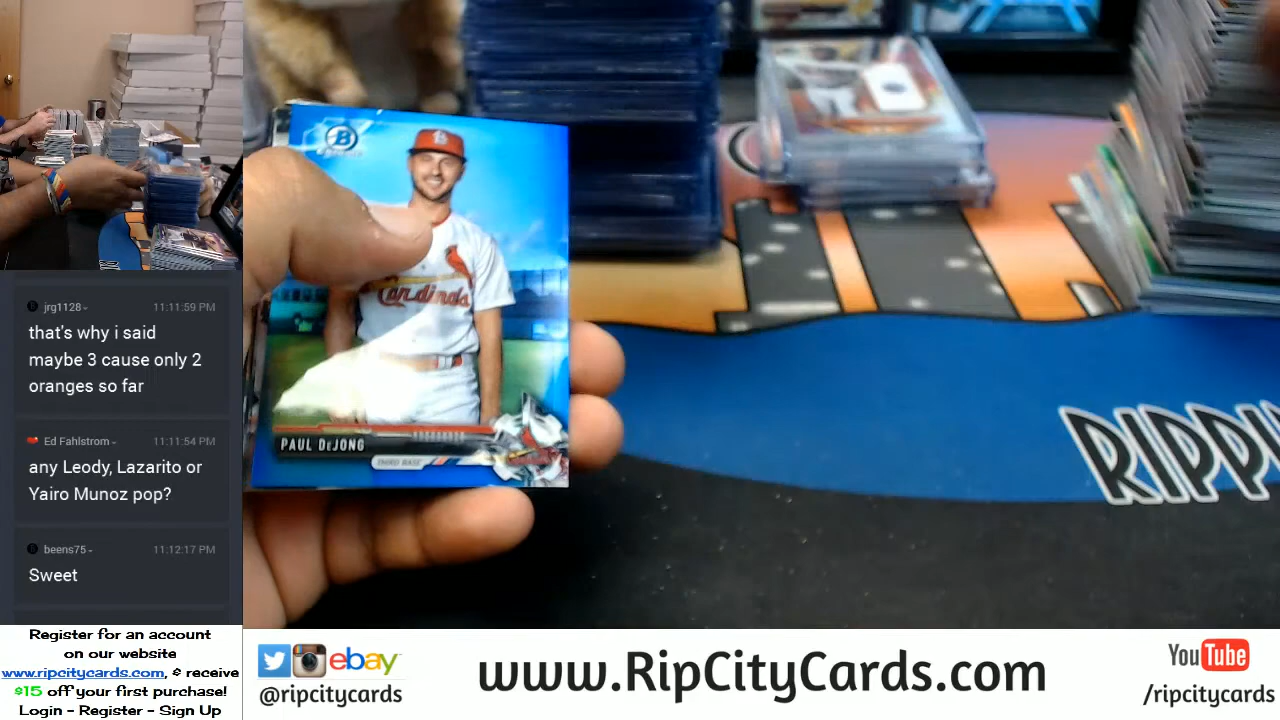 jrg1128
11:11:59 PM
that's why i said
maybe 3 cause only 2
oranges so far
Ed Fahlstrom
11:11:54 PM
any Leody, Lazarito or
Yairo Munoz pop?
beens75
11:12:17 PM
Sweet
Register for an account
on our website
www.ripcitycards.com, & receive
$15 off your first purchase!
Login - Register - Sign Up
B
Cardinals
PAUL DeJONG
THIRD BASE
RIPPI
ebay
@ripcitycards
www.RipCityCards.com
YouTube
/ripcitycards